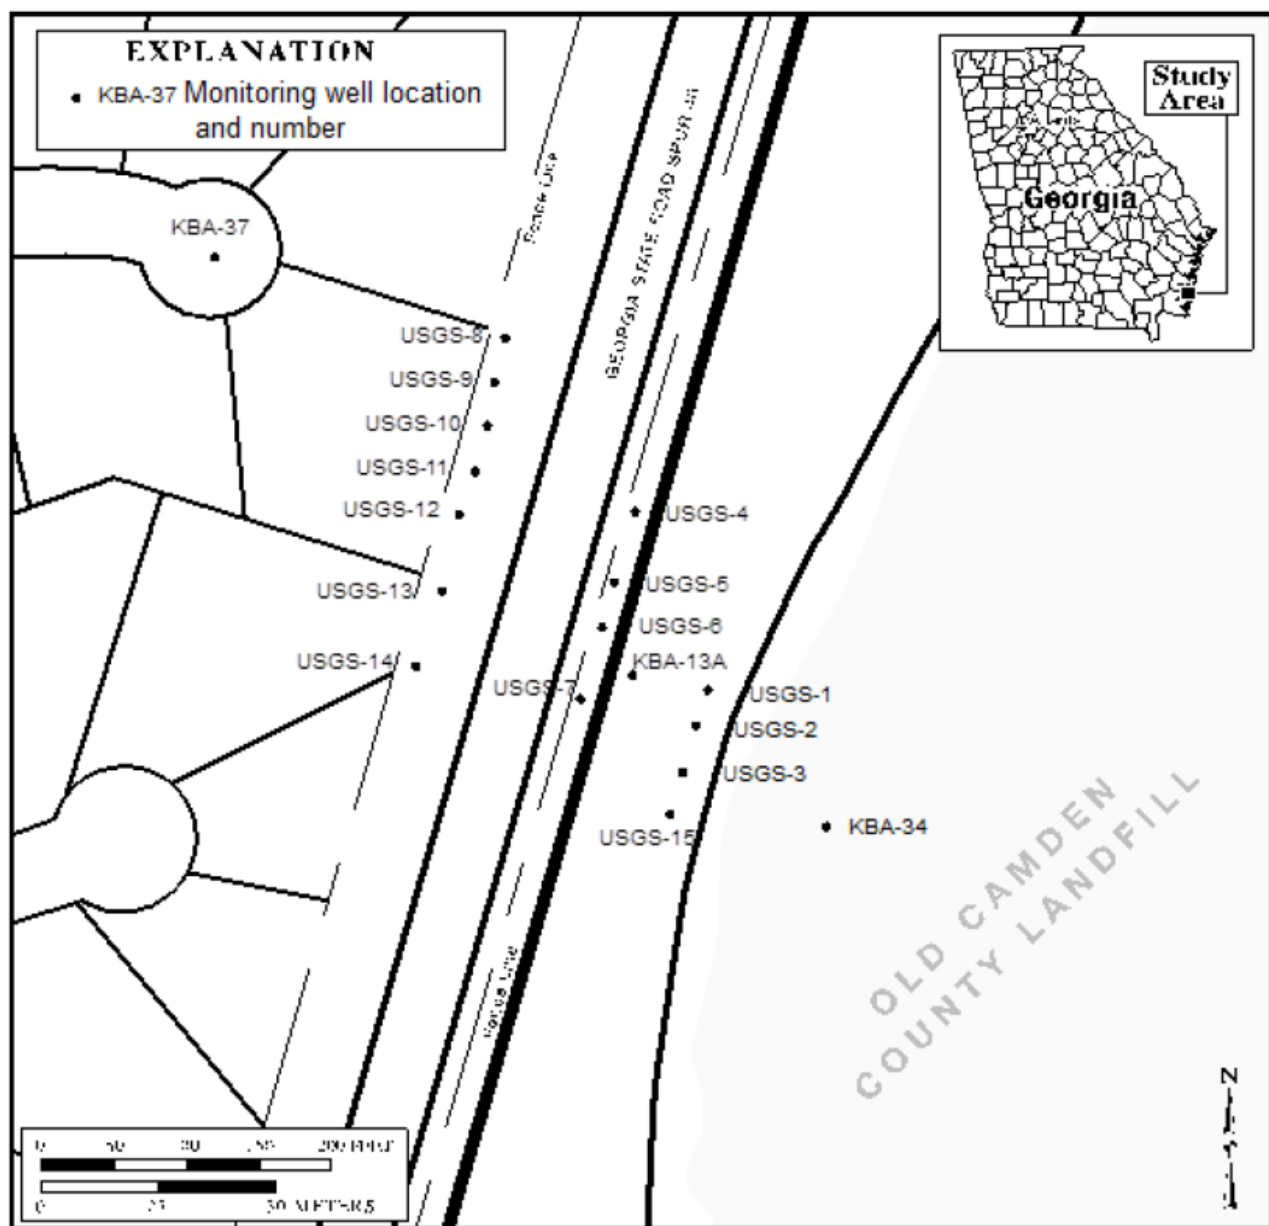 EXPLANATION
KBA-37 Monitoring well location
and number
Study
Area
Georgia
KBA-37
Fence Line
GEORGIA STATE ROAD SPUR 40
USGS-8
USGS-9
USGS-10
USGS-11
USGS-12
USGS-4
USGS-13
USGS-5
USGS-6
USGS-14
KBA-13A
USGS-7
USGS-1
USGS-2
USGS-3
USGS-15
KBA-34
OLD CAMDEN
COUNTY LANDFILL
Fence Line
N
0 50 200 FEET
0 25 50 METERS